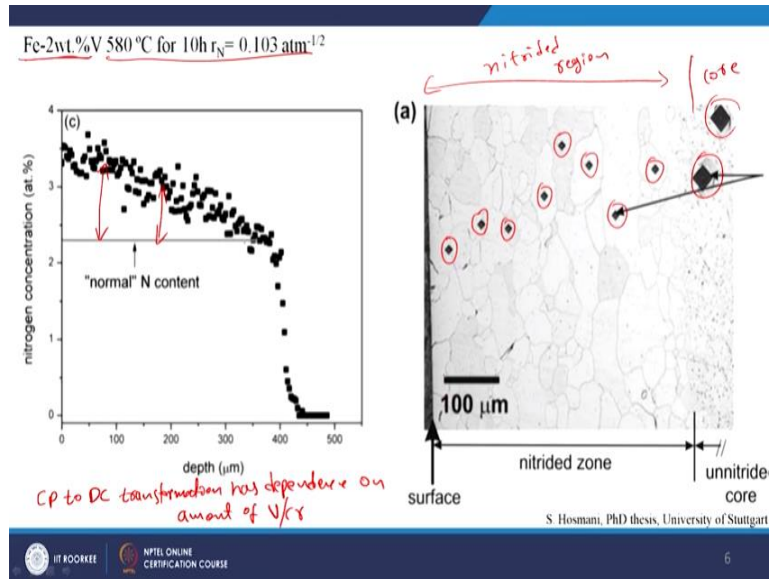 Fe-2wt.%V 580 °C for 10h r_N= 0.103 atm^-1/2
nitrided
region
core
(c)
4
3
2
1
0
nitrogen concentration (at.%)
"normal" N content
0 100 200 300 400 500
depth (μm)
CP to DC transformation has dependence on
amount of V/Cr
(a)
100 μm
nitrided zone
surface
unnitride
core
S. Hosmani, PhD thesis, University of Stuttgart
IIT ROORKEE
NPTEL ONLINE
CERTIFICATION COURSE
6